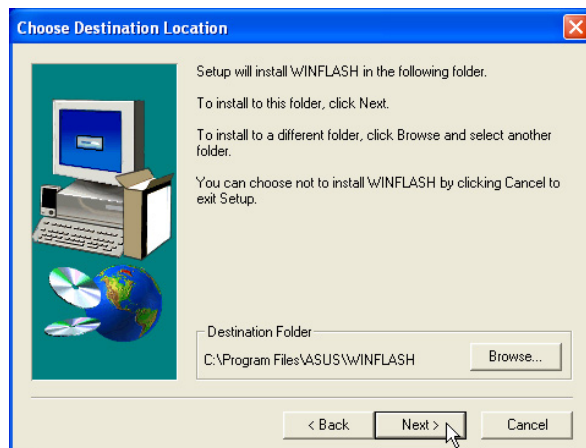 Choose Destination Location
Setup will install WINFLASH in the following folder.
To install to this folder, click Next.
To install to a different folder, click Browse and select another
folder.
You can choose not to install WINFLASH by clicking Cancel to
exit Setup.
Destination Folder
C:\Program Files\ASUS\WINFLASH
Browse...
< Back
Next >
Cancel